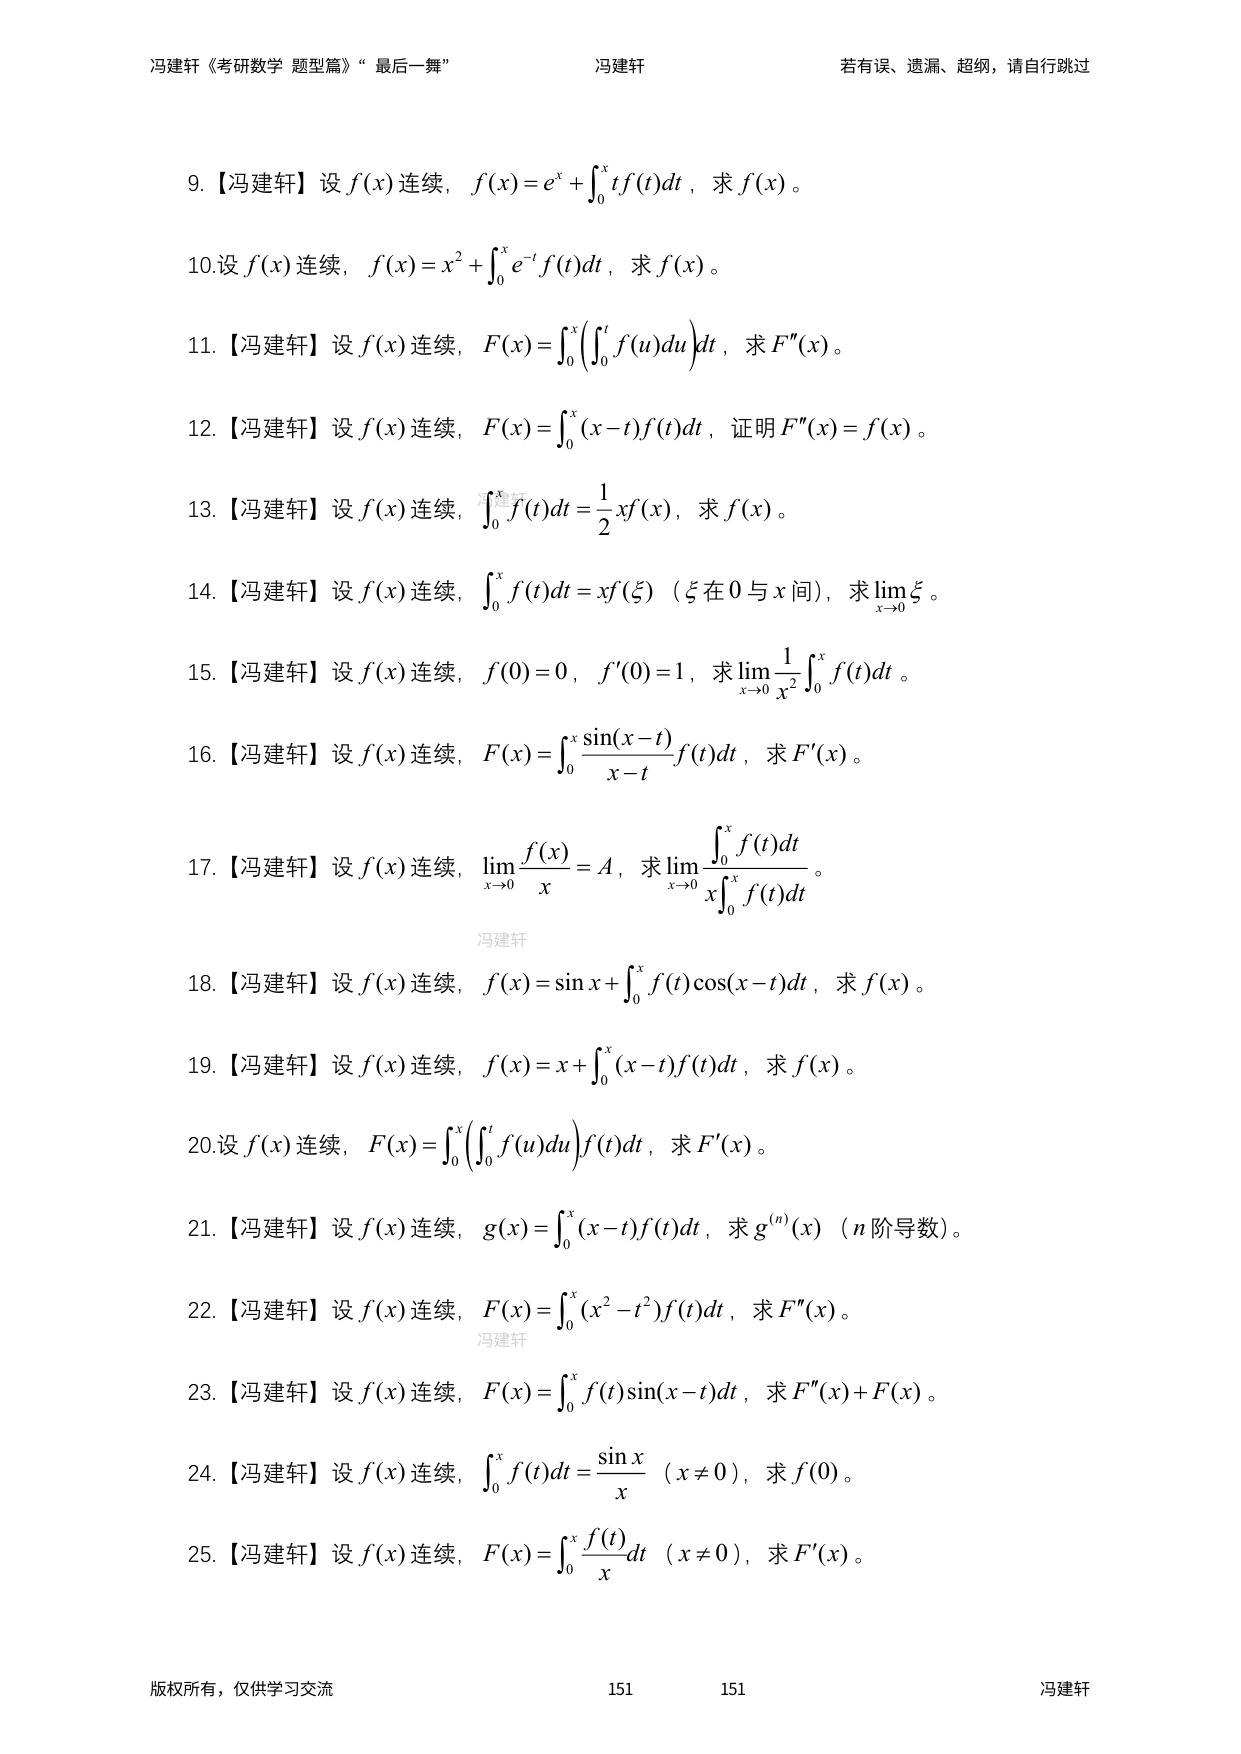 冯建轩《考研数学 题型篇》“ 最后一舞” 冯建轩 若有误、遗漏、超纲，请自行跳过
9.【冯建轩】设 f(x) 连续， f(x) = e^x + ∫_0^x tf(t)dt ，求 f(x) 。
10.设 f(x) 连续， f(x) = x^2 + ∫_0^x e^{-t} f(t)dt ，求 f(x) 。
11.【冯建轩】设 f(x) 连续， F(x) = ∫_0^x (∫_0^t f(u)du)dt ，求 F″(x) 。
12.【冯建轩】设 f(x) 连续， F(x) = ∫_0^x (x−t)f(t)dt ，证明 F″(x) = f(x) 。
冯建轩
13.【冯建轩】设 f(x) 连续，∫_0^x f(t)dt = 1/2 xf(x)，求 f(x) 。
14.【冯建轩】设 f(x) 连续，∫_0^x f(t)dt = xf(ξ) （ξ 在 0 与 x 间），求 lim_{x→0} ξ 。
15.【冯建轩】设 f(x) 连续， f(0) = 0， f′(0) = 1，求 lim_{x→0} 1/x^2 ∫_0^x f(t)dt 。
16.【冯建轩】设 f(x) 连续， F(x) = ∫_0^x sin(x−t)/(x−t) f(t)dt ，求 F′(x) 。
17.【冯建轩】设 f(x) 连续， lim_{x→0} f(x)/x = A，求 lim_{x→0} (∫_0^x f(t)dt)/(x∫_0^x f(t)dt) 。
冯建轩
18.【冯建轩】设 f(x) 连续， f(x) = sin x + ∫_0^x f(t)cos(x−t)dt ，求 f(x) 。
19.【冯建轩】设 f(x) 连续， f(x) = x + ∫_0^x (x−t)f(t)dt ，求 f(x) 。
20.设 f(x) 连续， F(x) = ∫_0^x (∫_0^t f(u)du)f(t)dt ，求 F′(x) 。
21.【冯建轩】设 f(x) 连续， g(x) = ∫_0^x (x−t)f(t)dt ，求 g^{(n)}(x) （n 阶导数）。
22.【冯建轩】设 f(x) 连续， F(x) = ∫_0^x (x^2 − t^2)f(t)dt ，求 F″(x) 。
冯建轩
23.【冯建轩】设 f(x) 连续， F(x) = ∫_0^x f(t)sin(x−t)dt ，求 F″(x) + F(x) 。
24.【冯建轩】设 f(x) 连续，∫_0^x f(t)dt = sin x/x （x ≠ 0），求 f(0) 。
25.【冯建轩】设 f(x) 连续， F(x) = ∫_0^x f(t)/x dt （x ≠ 0），求 F′(x) 。
版权所有，仅供学习交流 151 151 冯建轩